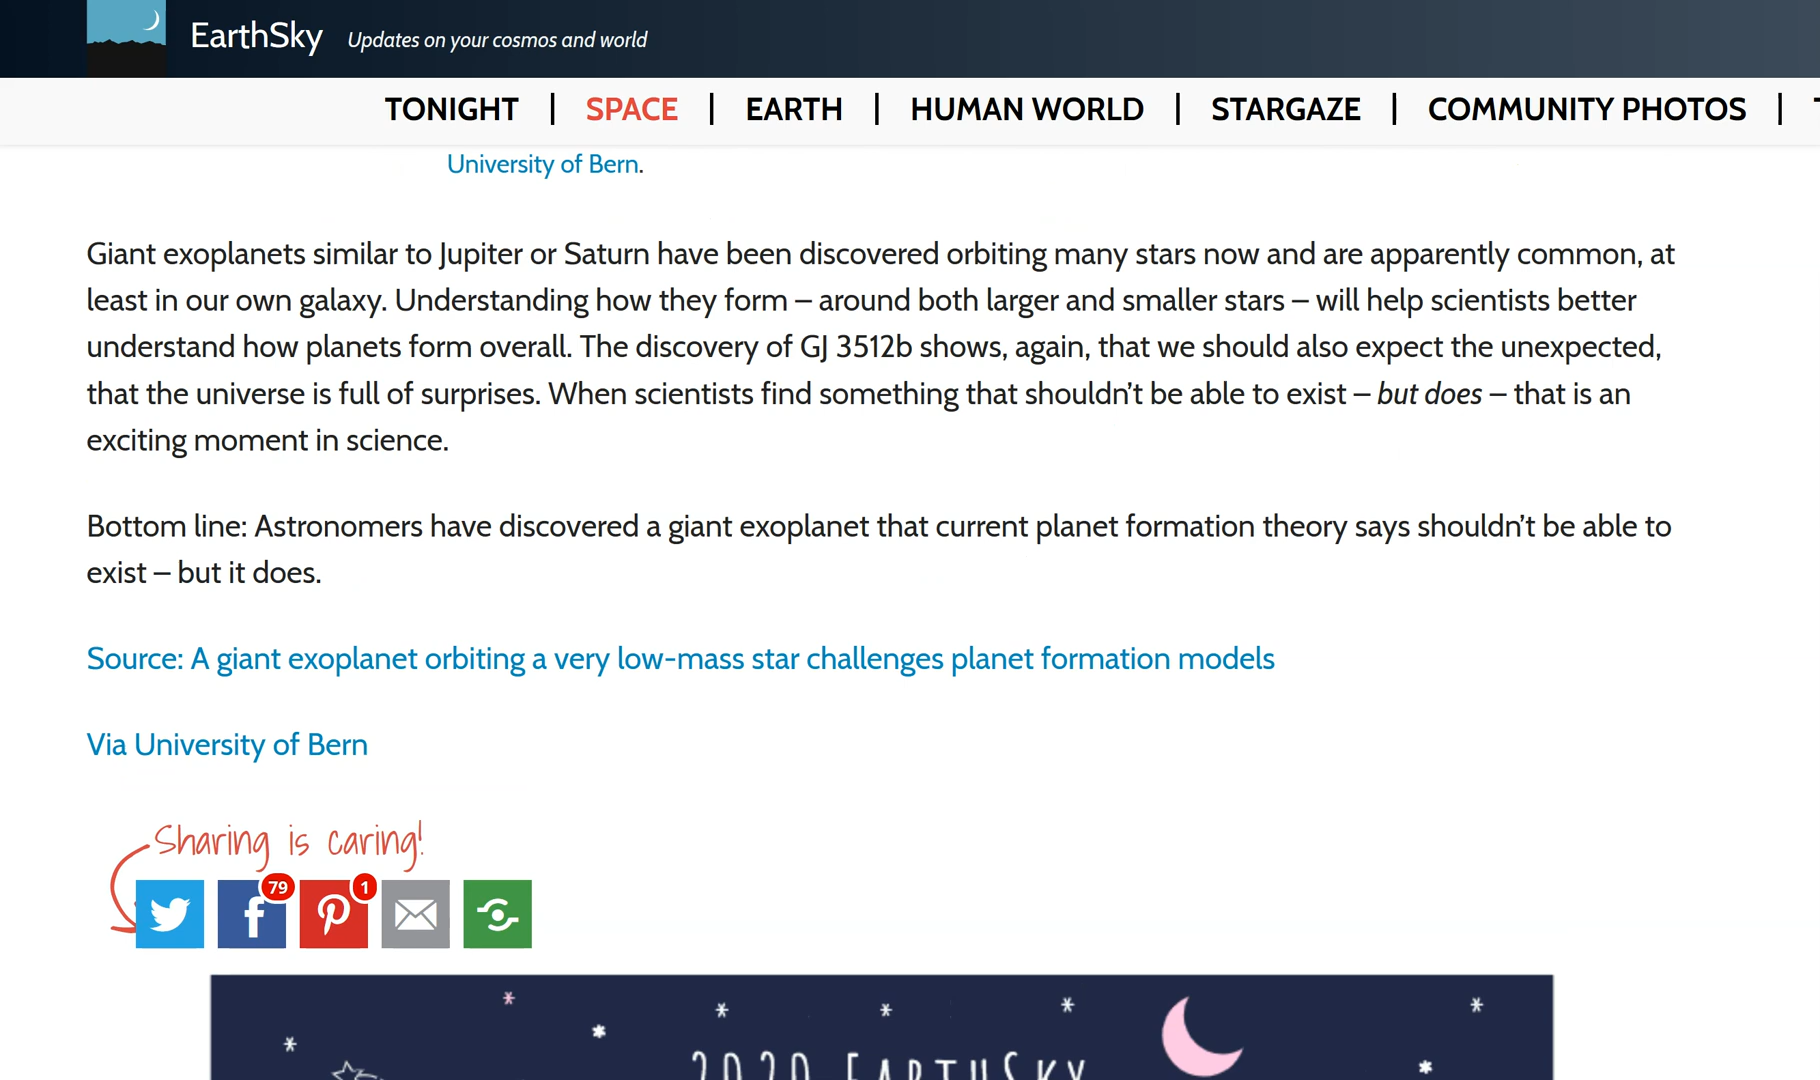 EarthSky Updates on your cosmos and world
TONIGHT | SPACE | EARTH | HUMAN WORLD | STARGAZE | COMMUNITY PHOTOS |
University of Bern.
Giant exoplanets similar to Jupiter or Saturn have been discovered orbiting many stars now and are apparently common, at
least in our own galaxy. Understanding how they form – around both larger and smaller stars – will help scientists better
understand how planets form overall. The discovery of GJ 3512b shows, again, that we should also expect the unexpected,
that the universe is full of surprises. When scientists find something that shouldn’t be able to exist – but does – that is an
exciting moment in science.
Bottom line: Astronomers have discovered a giant exoplanet that current planet formation theory says shouldn’t be able to
exist – but it does.
Source: A giant exoplanet orbiting a very low-mass star challenges planet formation models
Via University of Bern
Sharing is caring!
79 1
2020 EARTHSKY